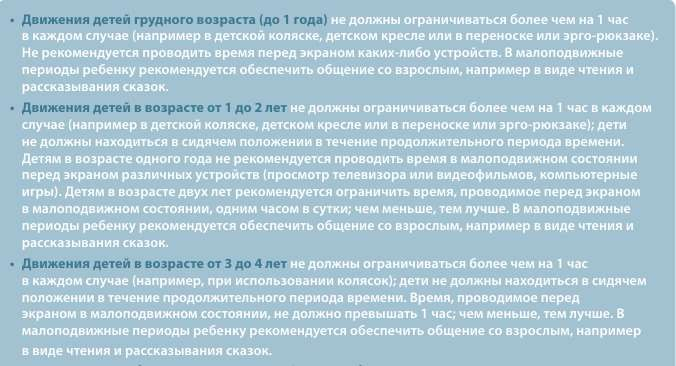 • Движения детей грудного возраста (до 1 года) не должны ограничиваться более чем на 1 час
в каждом случае (например в детской коляске, детском кресле или в переноске или эрго-рюкзаке).
Не рекомендуется проводить время перед экраном каких-либо устройств. В малоподвижные
периоды ребенку рекомендуется обеспечить общение со взрослым, например в виде чтения и
рассказывания сказок.
• Движения детей в возрасте от 1 до 2 лет не должны ограничиваться более чем на 1 час в каждом
случае (например в детской коляске, детском кресле или в переноске или эрго-рюкзаке); дети
не должны находиться в сидячем положении в течение продолжительного периода времени.
Детям в возрасте одного года не рекомендуется проводить время в малоподвижном состоянии
перед экраном различных устройств (просмотр телевизора или видеофильмов, компьютерные
игры). Детям в возрасте двух лет рекомендуется ограничить время, проводимое перед экраном
в малоподвижном состоянии, одним часом в сутки; чем меньше, тем лучше. В малоподвижные
периоды ребенку рекомендуется обеспечить общение со взрослым, например в виде чтения и
рассказывания сказок.
• Движения детей в возрасте от 3 до 4 лет не должны ограничиваться более чем на 1 час
в каждом случае (например, при использовании колясок); дети не должны находиться в сидячем
положении в течение продолжительного периода времени. Время, проводимое перед
экраном в малоподвижном состоянии, не должно превышать 1 час; чем меньше, тем лучше. В
малоподвижные периоды ребенку рекомендуется обеспечить общение со взрослым, например
в виде чтения и рассказывания сказок.